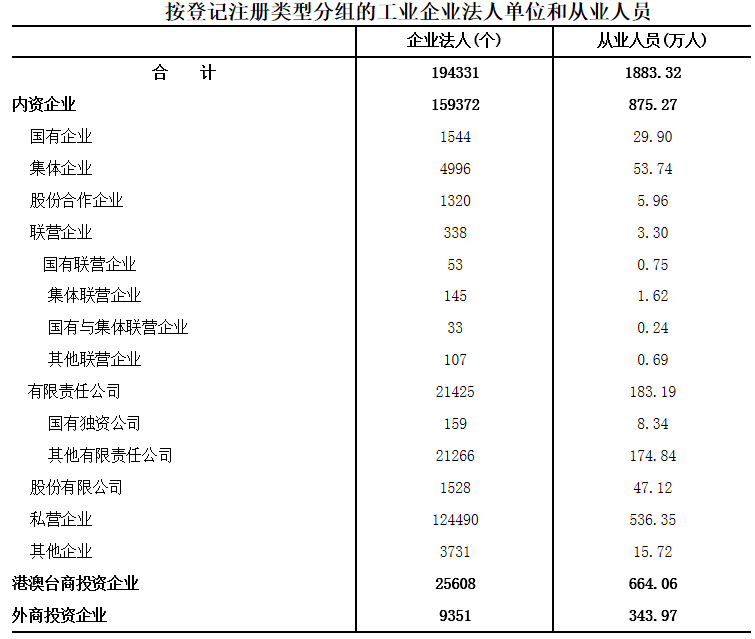 按登记注册类型分组的工业企业法人单位和从业人员
企业法人(个) 从业人员(万人)
合 计 194331 1883.32
内资企业 159372 875.27
国有企业 1544 29.90
集体企业 4996 53.74
股份合作企业 1320 5.96
联营企业 338 3.30
国有联营企业 53 0.75
集体联营企业 145 1.62
国有与集体联营企业 33 0.24
其他联营企业 107 0.69
有限责任公司 21425 183.19
国有独资公司 159 8.34
其他有限责任公司 21266 174.84
股份有限公司 1528 47.12
私营企业 124490 536.35
其他企业 3731 15.72
港澳台商投资企业 25608 664.06
外商投资企业 9351 343.97